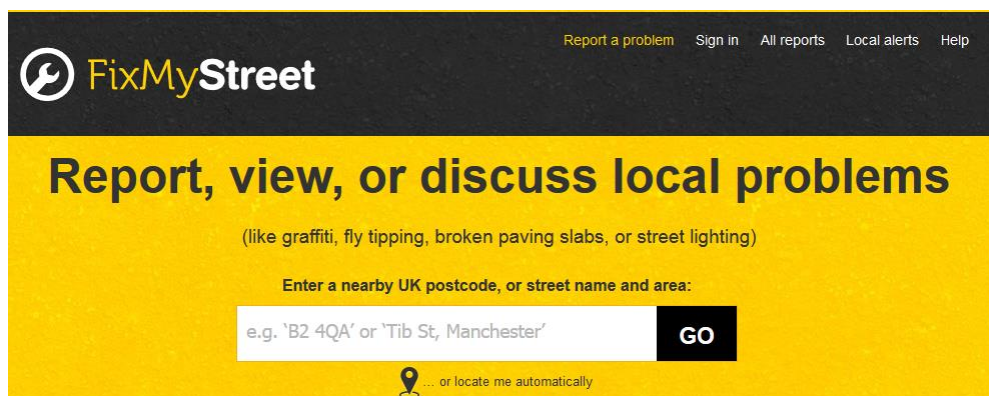 Report a problem Sign in All reports Local alerts Help
FixMyStreet
Report, view, or discuss local problems
(like graffiti, fly tipping, broken paving slabs, or street lighting)
Enter a nearby UK postcode, or street name and area:
e.g. ‘B2 4QA’ or ‘Tib St, Manchester’ GO
... or locate me automatically